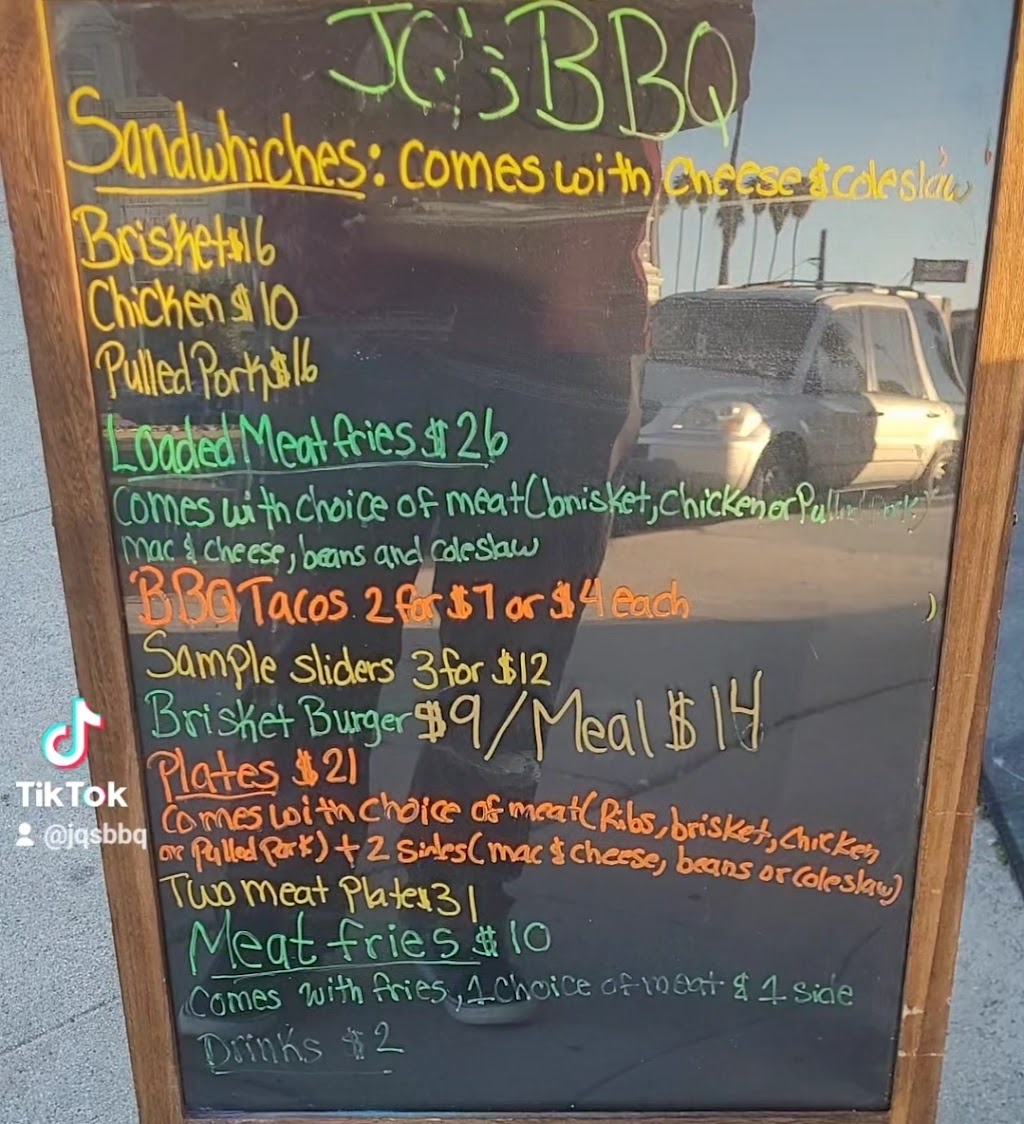 JQ's BBQ
Sandwhiches: Comes with Cheese & coleslaw
Brisket $16
Chicken $10
Pulled Pork $16
Loaded Meat fries $26
Comes with choice of meat (brisket, chicken or Pulled Pork)
mac & cheese, beans and coleslaw
BBQ Tacos 2 for $7 or $4 each
Sample sliders 3 for $12
Brisket Burger $9 / Meal $14
Plates $21
Comes with choice of meat (Ribs, brisket, chicken
or Pulled Pork) + 2 sides (mac & cheese, beans or coleslaw)
Two meat Plate $31
Meat fries $10
Comes with fries, 1 choice of meat & 1 side
Drinks $2
TikTok
@jqsbbq